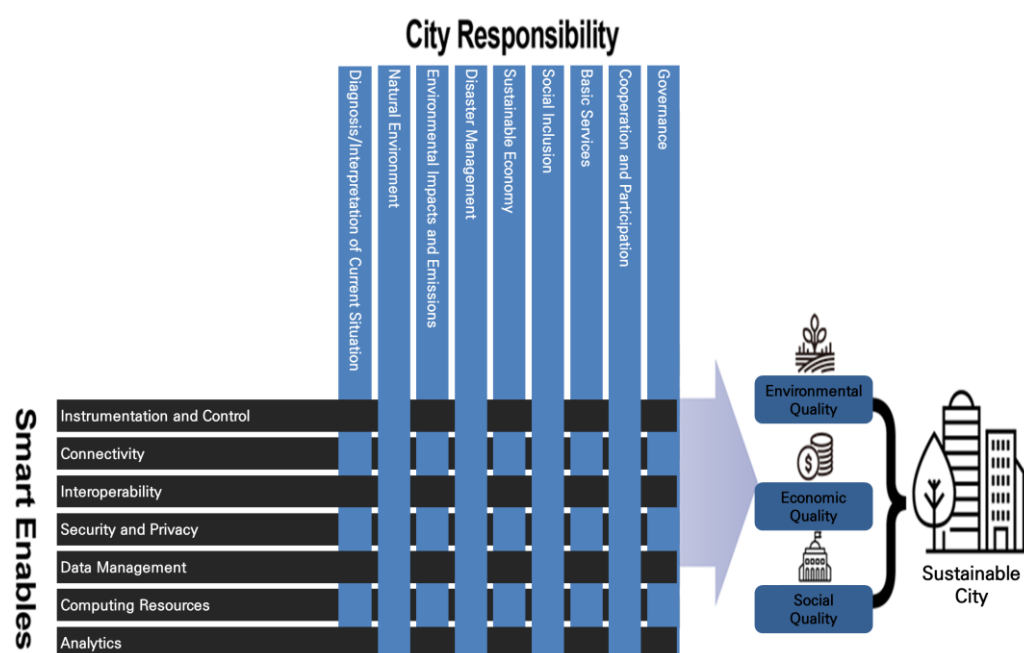 City Responsibility
Diagnosis/Interpretation of Current Situation
Natural Environment
Environmental Impacts and Emissions
Disaster Management
Sustainable Economy
Social Inclusion
Basic Services
Cooperation and Participation
Governance
Smart Enables
Instrumentation and Control
Connectivity
Interoperability
Security and Privacy
Data Management
Computing Resources
Analytics
Environmental
Quality
$
Economic
Quality
Social
Quality
Sustainable
City